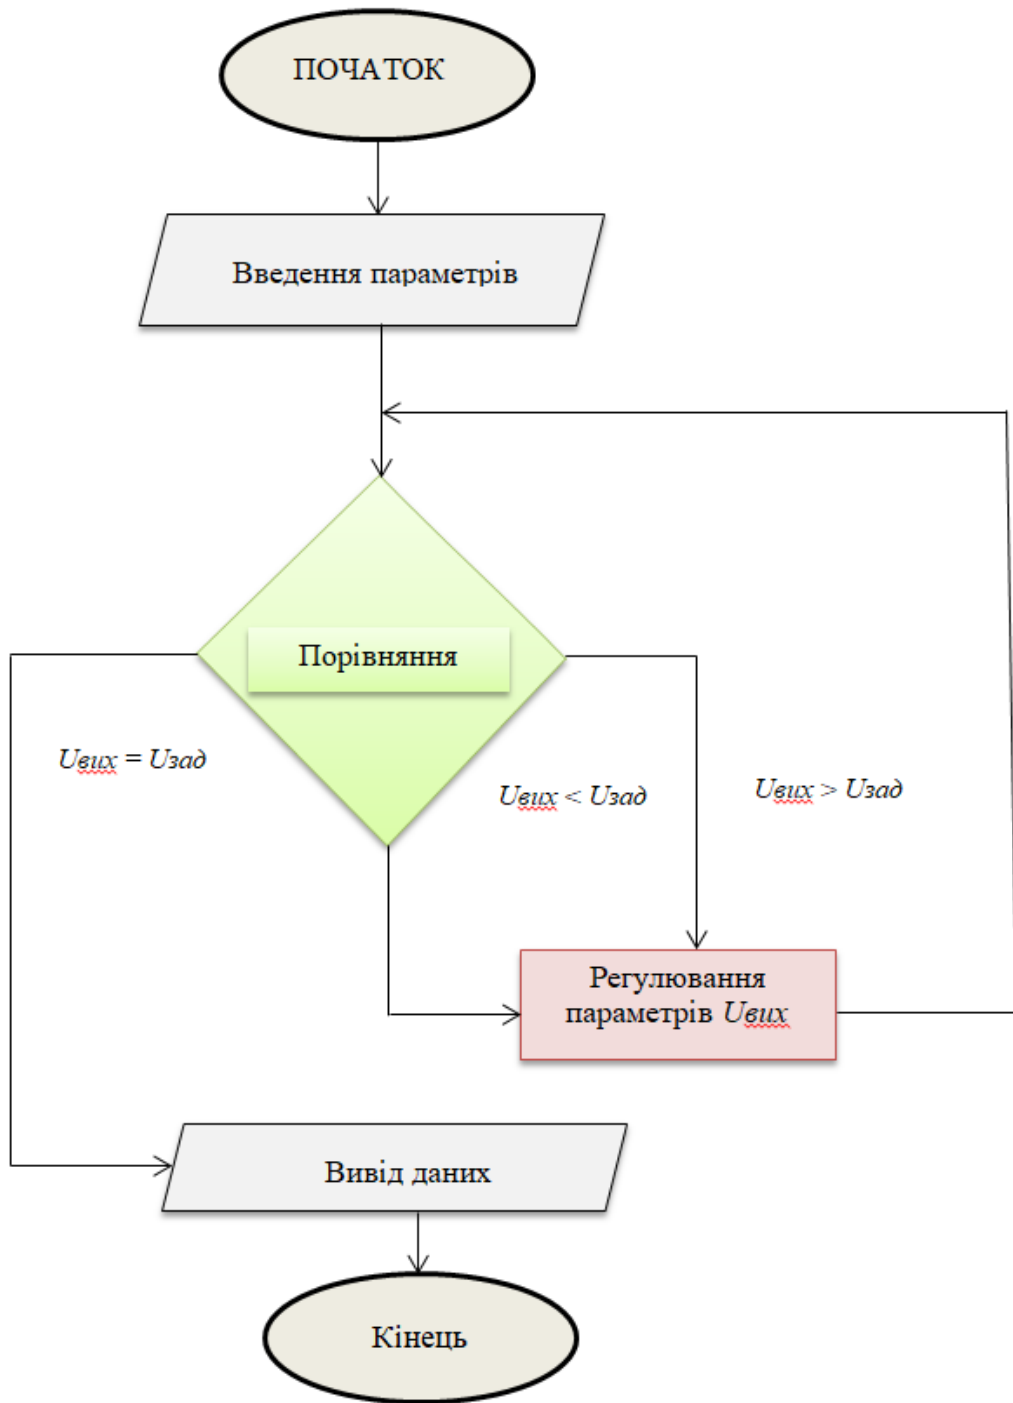 ПОЧАТОК
Введення параметрів
Порівняння
Uвих = Uзад
Uвих < Uзад
Uвих > Uзад
Регулювання
параметрів Uвих
Вивід даних
Кінець